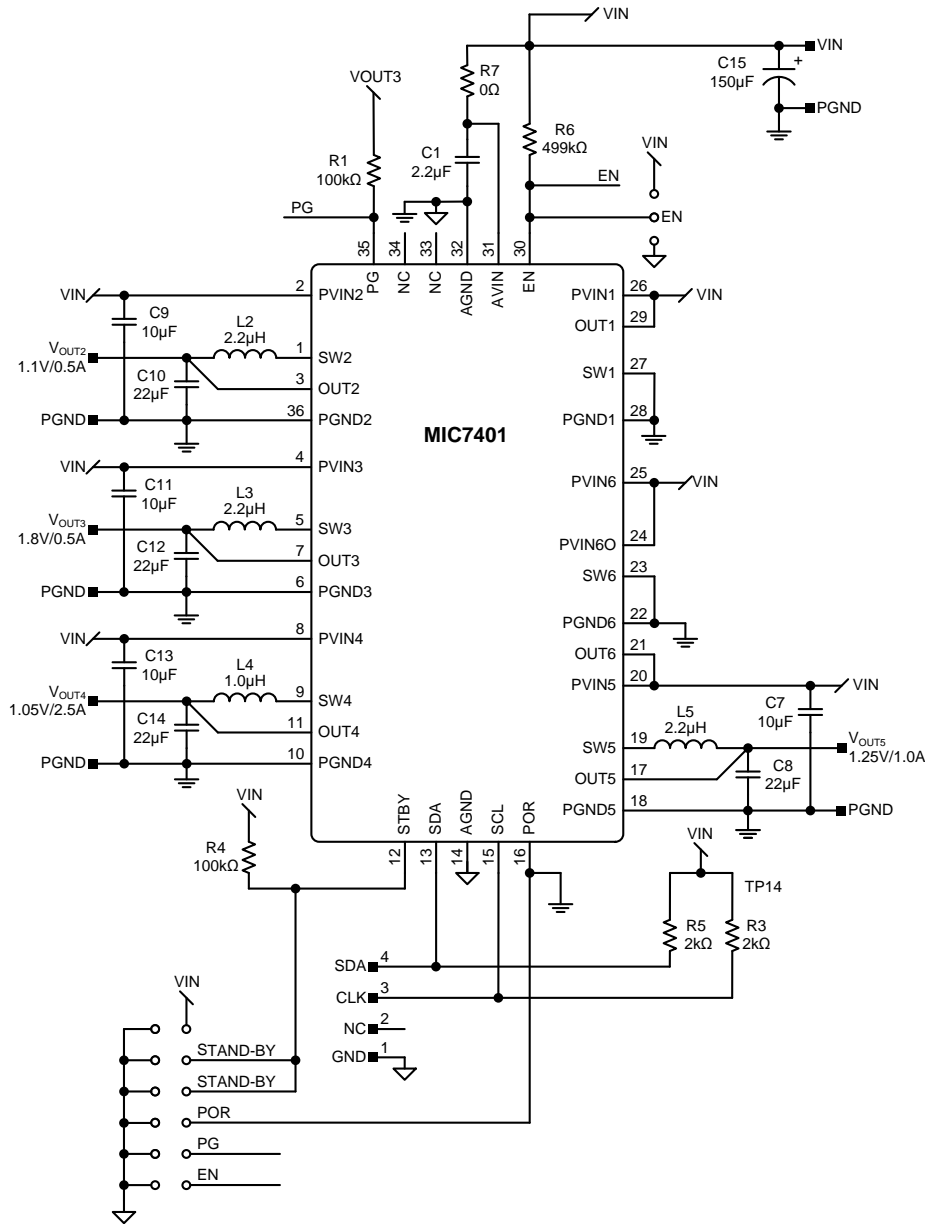 VIN
VIN
C15
150µF
+
PGND
R7
0Ω
VOUT3
R6
499kΩ
VIN
C1
2.2µF
R1
100kΩ
EN
EN
PG
35
34
33
32
31
30
PG
NC
NC
AGND
AVIN
EN
VIN
2
PVIN2
C9
10µF
L2
2.2µH
VOUT2
1.1V/0.5A
1
SW2
C10
22µF
3
OUT2
PGND
36
PGND2
VIN
4
PVIN3
C11
10µF
L3
2.2µH
VOUT3
1.8V/0.5A
5
SW3
C12
22µF
7
OUT3
PGND
6
PGND3
VIN
8
PVIN4
C13
10µF
L4
1.0µH
VOUT4
1.05V/2.5A
9
SW4
C14
22µF
11
OUT4
PGND
10
PGND4
MIC7401
PVIN1
26
VIN
OUT1
29
SW1
27
PGND1
28
PVIN6
25
VIN
PVIN6O
24
SW6
23
PGND6
22
OUT6
21
PVIN5
20
VIN
C7
10µF
L5
2.2µH
SW5
19
VOUT5
1.25V/1.0A
OUT5
17
C8
22µF
PGND5
18
PGND
STBY
SDA
AGND
SCL
POR
12
13
14
15
16
VIN
R4
100kΩ
VIN
TP14
R5
2kΩ
R3
2kΩ
SDA
4
CLK
3
NC
2
GND
1
VIN
STAND-BY
STAND-BY
POR
PG
EN